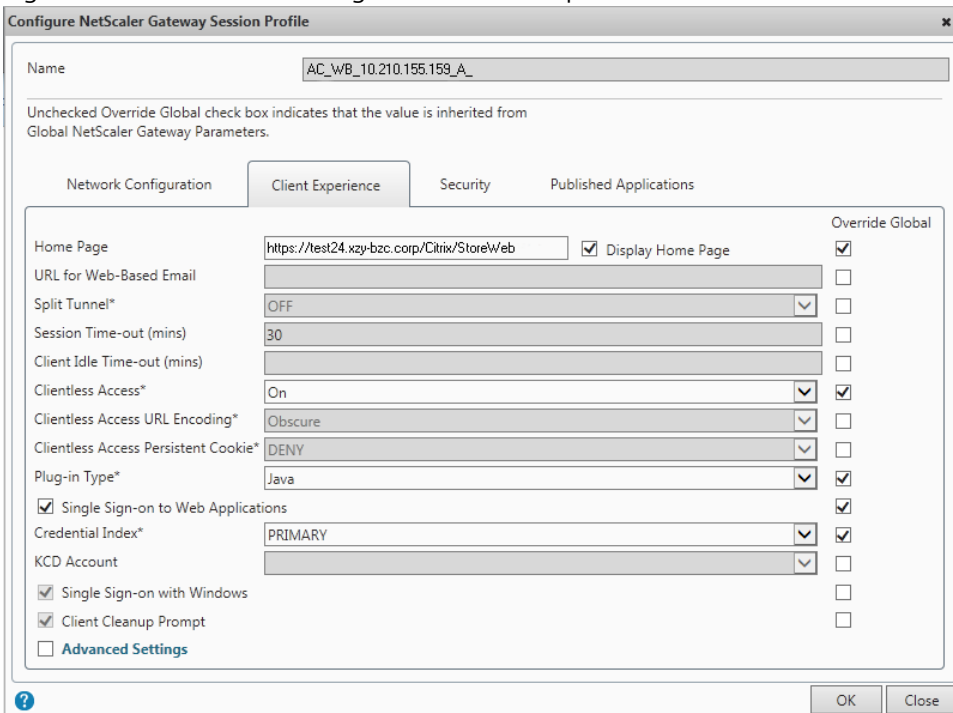 Configure NetScaler Gateway Session Profile
Name AC_WB_10.210.155.159_A_
Unchecked Override Global check box indicates that the value is inherited from
Global NetScaler Gateway Parameters.
Network Configuration Client Experience Security Published Applications
Override Global
Home Page https://test24.xzy-bzc.corp/Citrix/StoreWeb Display Home Page
URL for Web-Based Email
Split Tunnel* OFF
Session Time-out (mins) 30
Client Idle Time-out (mins)
Clientless Access* On
Clientless Access URL Encoding* Obscure
Clientless Access Persistent Cookie* DENY
Plug-in Type* Java
Single Sign-on to Web Applications
Credential Index* PRIMARY
KCD Account
Single Sign-on with Windows
Client Cleanup Prompt
Advanced Settings
OK Close